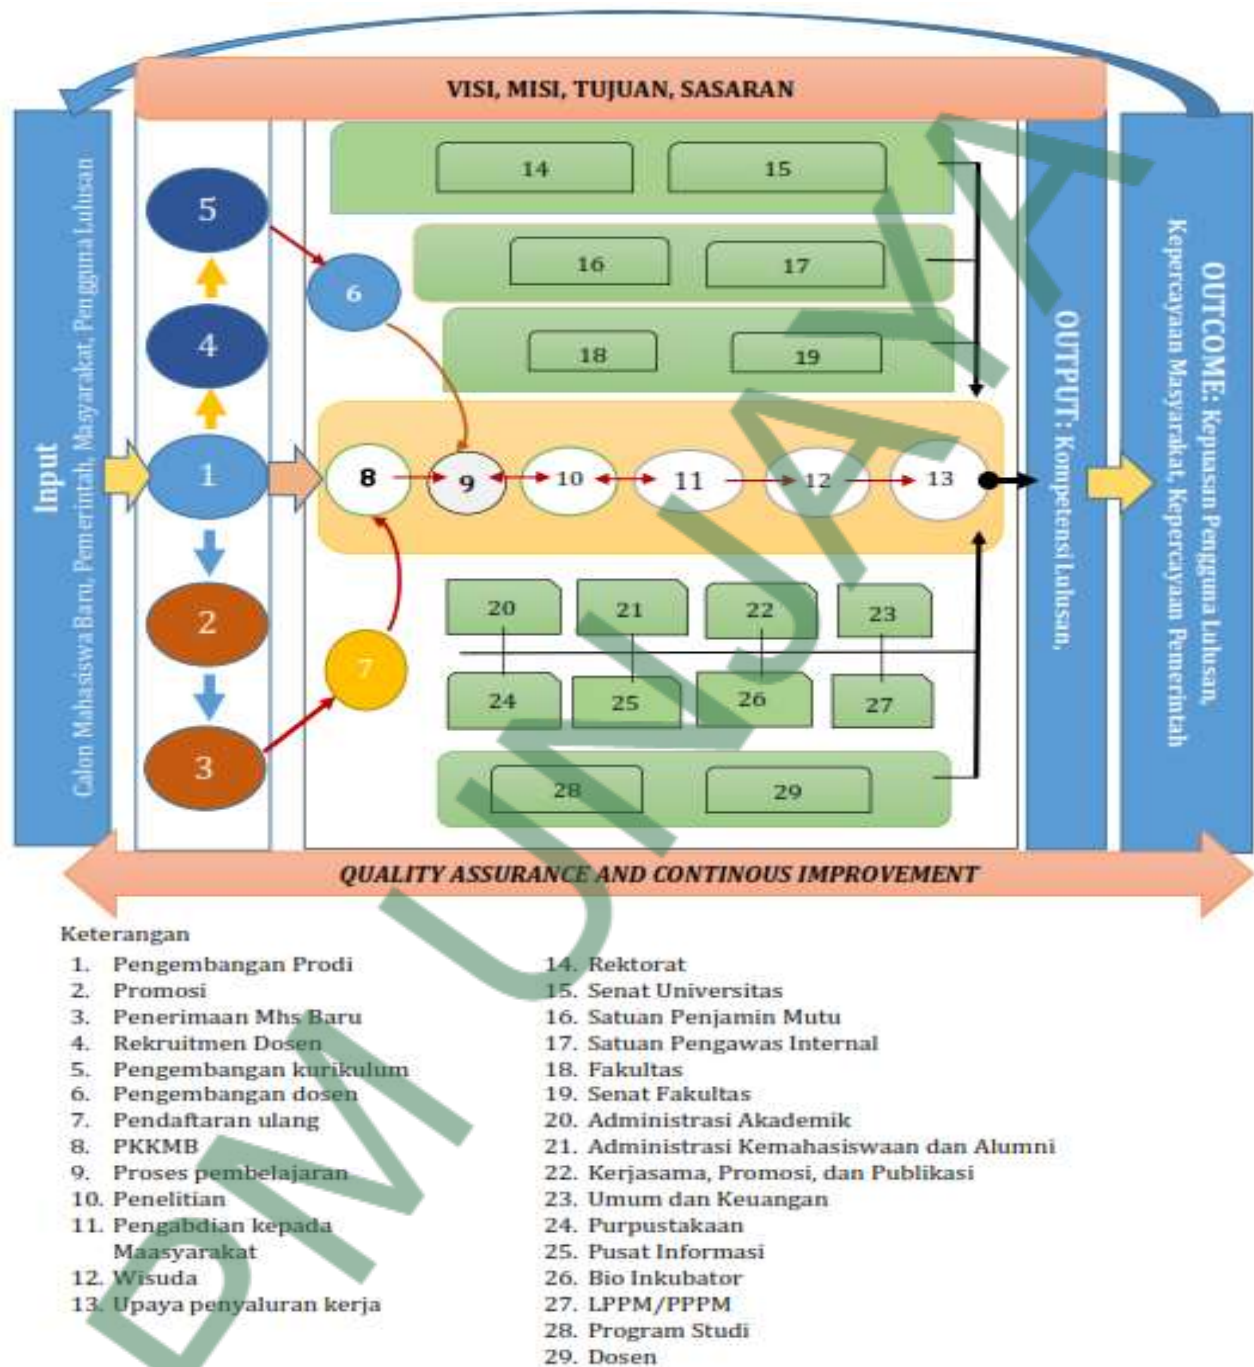 VISI, MISI, TUJUAN, SASARAN
Input
Calon Mahasiswa Baru, Pemerintah, Masyarakat, Pengguna Lulusan
5
4
1
2
3
6
7
14
15
16
17
18
19
8
9
10
11
12
13
20
21
22
23
24
25
26
27
28
29
OUTPUT: Kompetensi Lulusan,
OUTCOME: Kepuasan Pengguna Lulusan,
Kepercayaan Masyarakat, Kepercayaan Pemerintah
QUALITY ASSURANCE AND CONTINOUS IMPROVEMENT
Keterangan
1. Pengembangan Prodi
2. Promosi
3. Penerimaan Mhs Baru
4. Rekruitmen Dosen
5. Pengembangan kurikulum
6. Pengembangan dosen
7. Pendaftaran ulang
8. PKKMB
9. Proses pembelajaran
10. Penelitian
11. Pengabdian kepada
Maasyarakat
12. Wisuda
13. Upaya penyaluran kerja
14. Rektorat
15. Senat Universitas
16. Satuan Penjamin Mutu
17. Satuan Pengawas Internal
18. Fakultas
19. Senat Fakultas
20. Administrasi Akademik
21. Administrasi Kemahasiswaan dan Alumni
22. Kerjasama, Promosi, dan Publikasi
23. Umum dan Keuangan
24. Purpustakaan
25. Pusat Informasi
26. Bio Inkubator
27. LPPM/PPPM
28. Program Studi
29. Dosen
PM UNJAYA